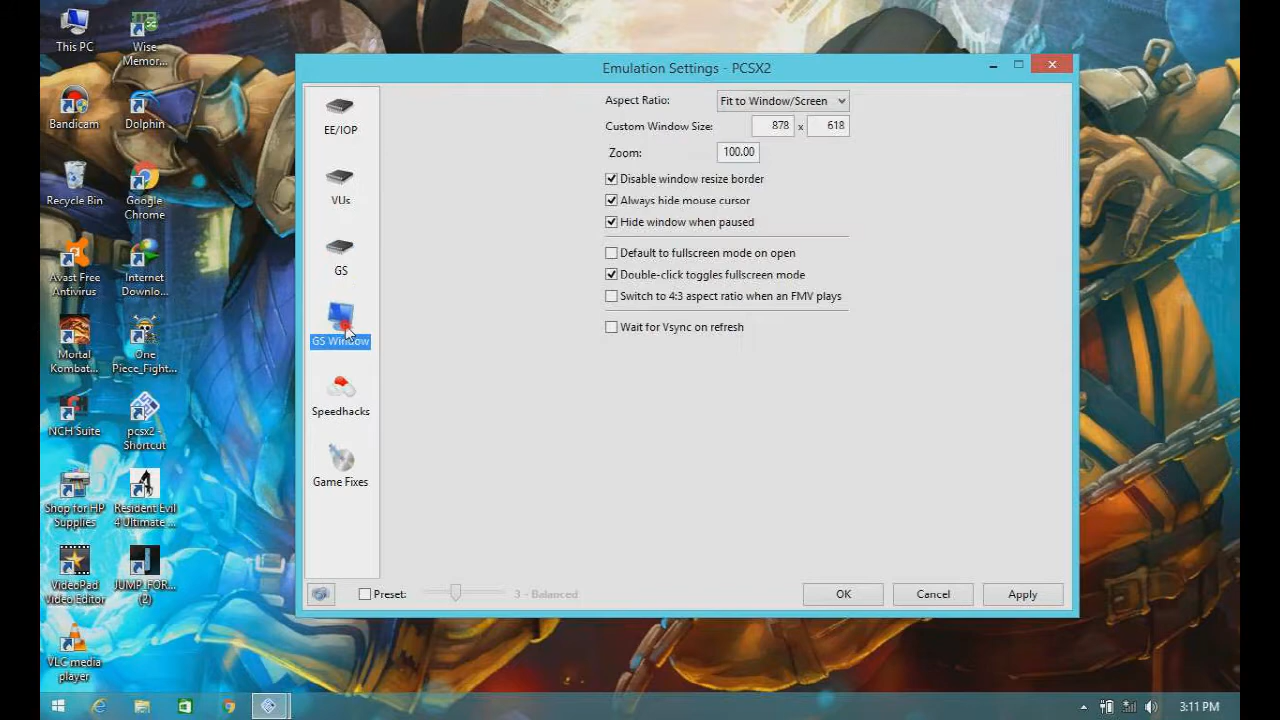 This PC
Wise
Memor...
Bandicam
Dolphin
Recycle Bin
Google
Chrome
Avast Free
Antivirus
Internet
Downlo...
Mortal
Kombat...
One
Piece_Fight...
NCH Suite
pcsx2 -
Shortcut
Shop for HP
Supplies
Resident Evil
4 Ultimate ...
VideoPad
Video Editor
JUMP_FOR...
(2)
VLC media
player
Emulation Settings - PCSX2
EE/IOP
VUs
GS
GS Window
Speedhacks
Game Fixes
Aspect Ratio: Fit to Window/Screen
Custom Window Size: 878 x 618
Zoom: 100.00
Disable window resize border
Always hide mouse cursor
Hide window when paused
Default to fullscreen mode on open
Double-click toggles fullscreen mode
Switch to 4:3 aspect ratio when an FMV plays
Wait for Vsync on refresh
Preset: 3 - Balanced
OK
Cancel
Apply
3:11 PM